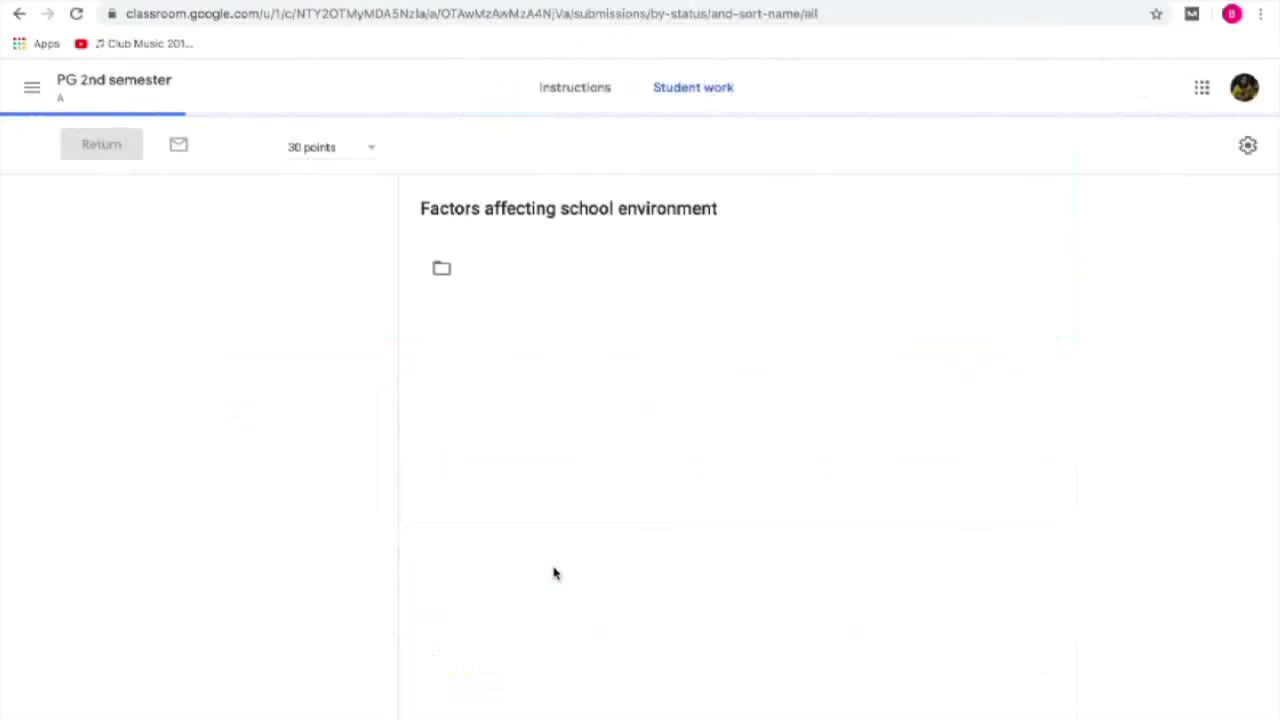 classroom.google.com/u/1/c/NTY2OTMyMDA5Nzla/a/OTAwMzAwMzA4NjVa/submissions/by-status/and-sort-name/all
M
B
Apps
Club Music 201...
PG 2nd semester
A
Instructions
Student work
Return
30 points
Factors affecting school environment